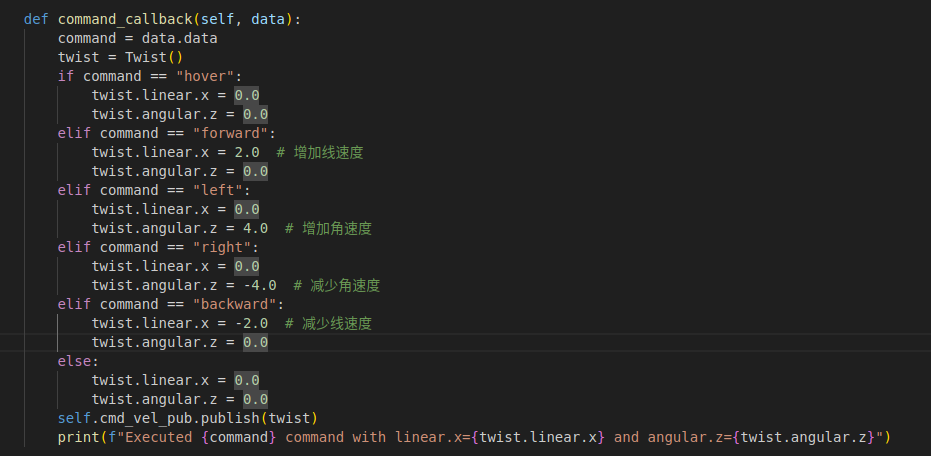 def command_callback(self, data):
    command = data.data
    twist = Twist()
    if command == "hover":
        twist.linear.x = 0.0
        twist.angular.z = 0.0
    elif command == "forward":
        twist.linear.x = 2.0  # 增加线速度
        twist.angular.z = 0.0
    elif command == "left":
        twist.linear.x = 0.0
        twist.angular.z = 4.0  # 增加角速度
    elif command == "right":
        twist.linear.x = 0.0
        twist.angular.z = -4.0  # 减少角速度
    elif command == "backward":
        twist.linear.x = -2.0  # 减少线速度
        twist.angular.z = 0.0
    else:
        twist.linear.x = 0.0
        twist.angular.z = 0.0
    self.cmd_vel_pub.publish(twist)
    print(f"Executed {command} command with linear.x={twist.linear.x} and angular.z={twist.angular.z}")